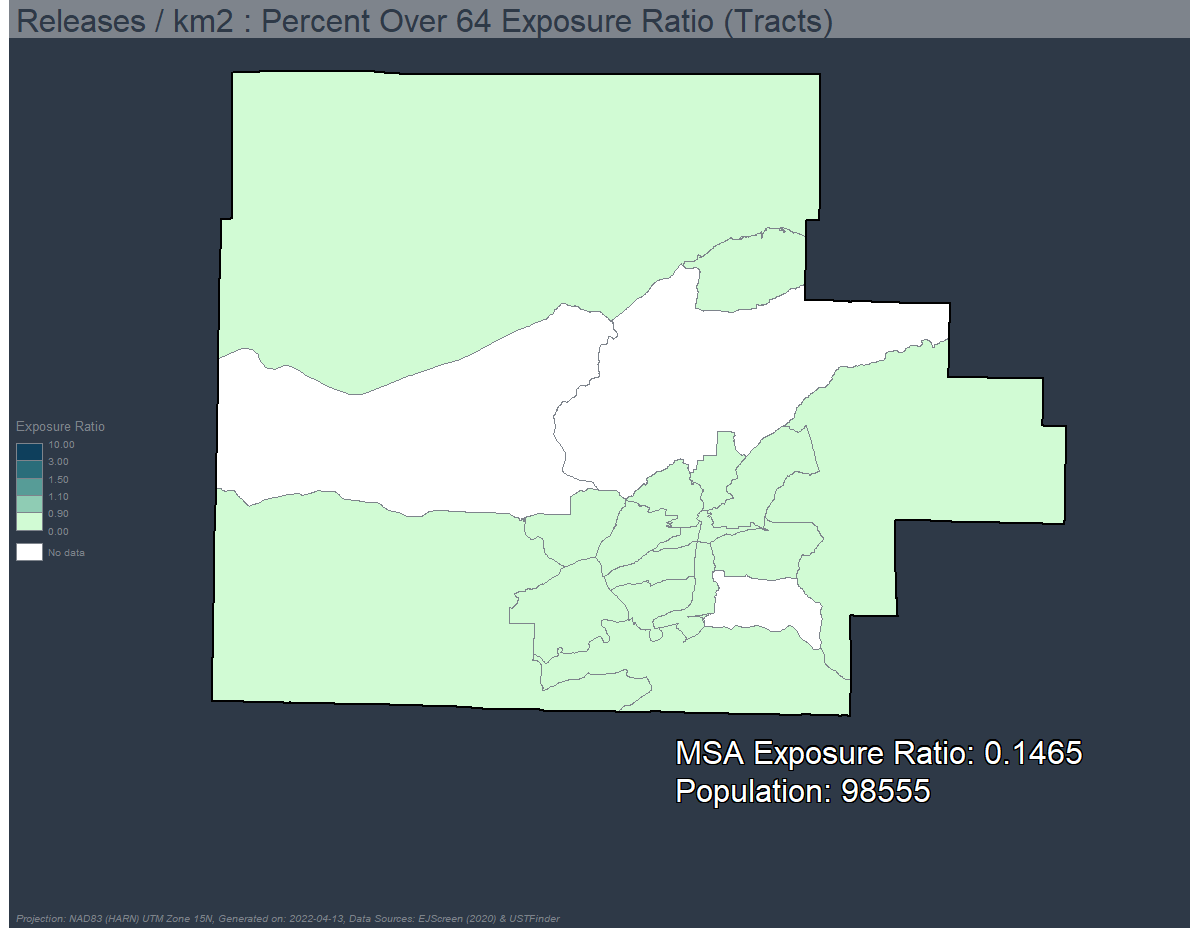 Releases / km2 : Percent Over 64 Exposure Ratio (Tracts)
Exposure Ratio
10.00
3.00
1.50
1.10
0.90
0.00
No data
MSA Exposure Ratio: 0.1465
Population: 98555
Projection: NAD83 (HARN) UTM Zone 15N, Generated on: 2022-04-13, Data Sources: EJScreen (2020) & USTFinder